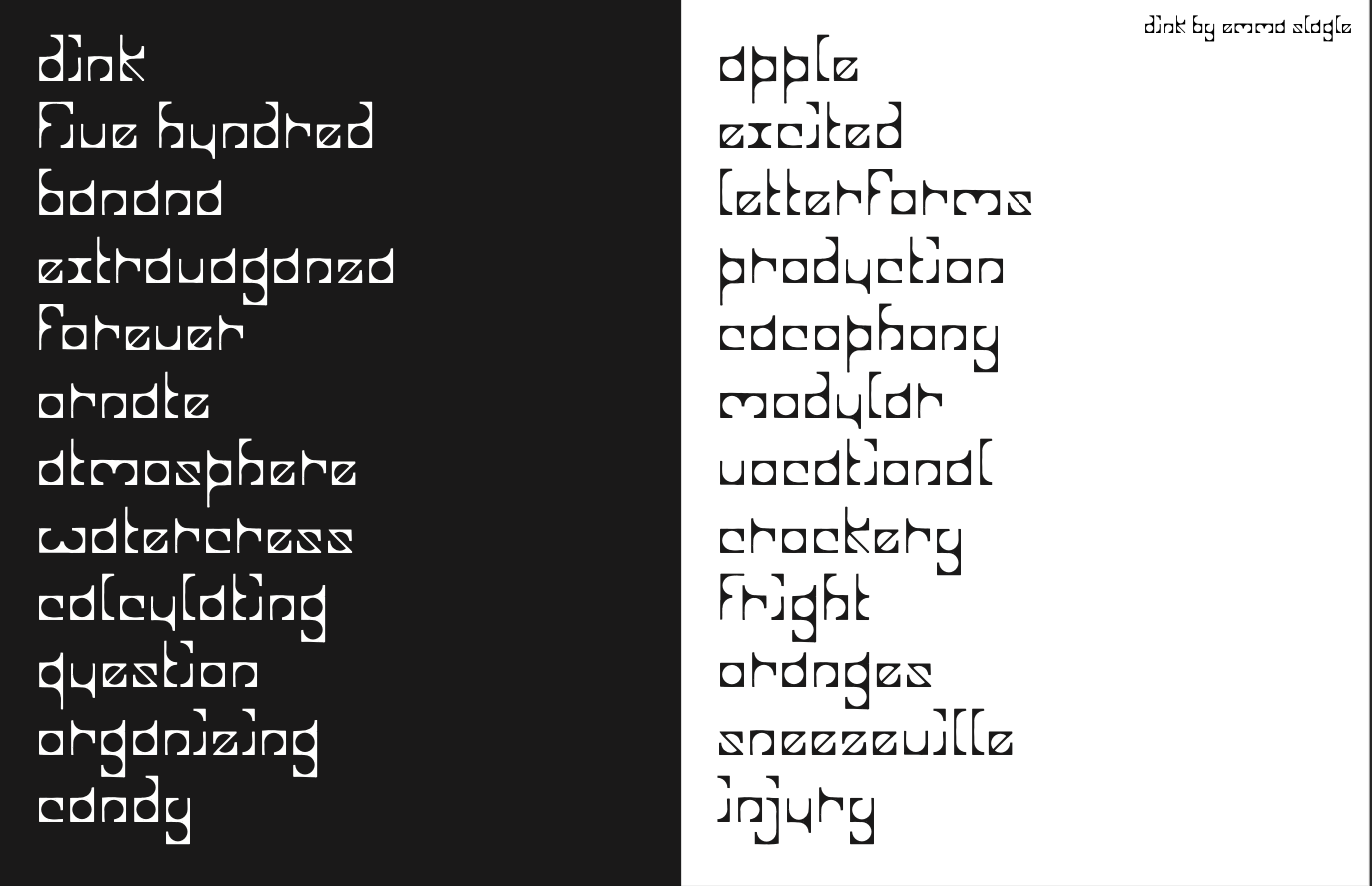 dink
five hundred
banana
extravaganza
forever
ornate
atmosphere
watercress
calculating
question
organizing
candy
dink by emma slagle
apple
excited
letterforms
production
cacophony
modular
vocational
crockery
fright
oranges
sneezeville
injury